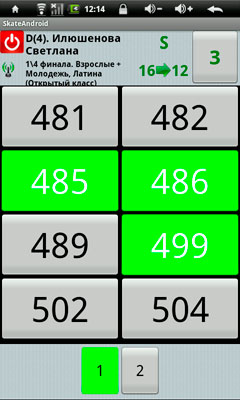 12:14
SkateAndroid
D(4). Илюшенова
Светлана
S
3
1\4 финала. Взрослые +
Молодежь, Латина
(Открытый класс)
16 12
481 482
485 486
489 499
502 504
1 2